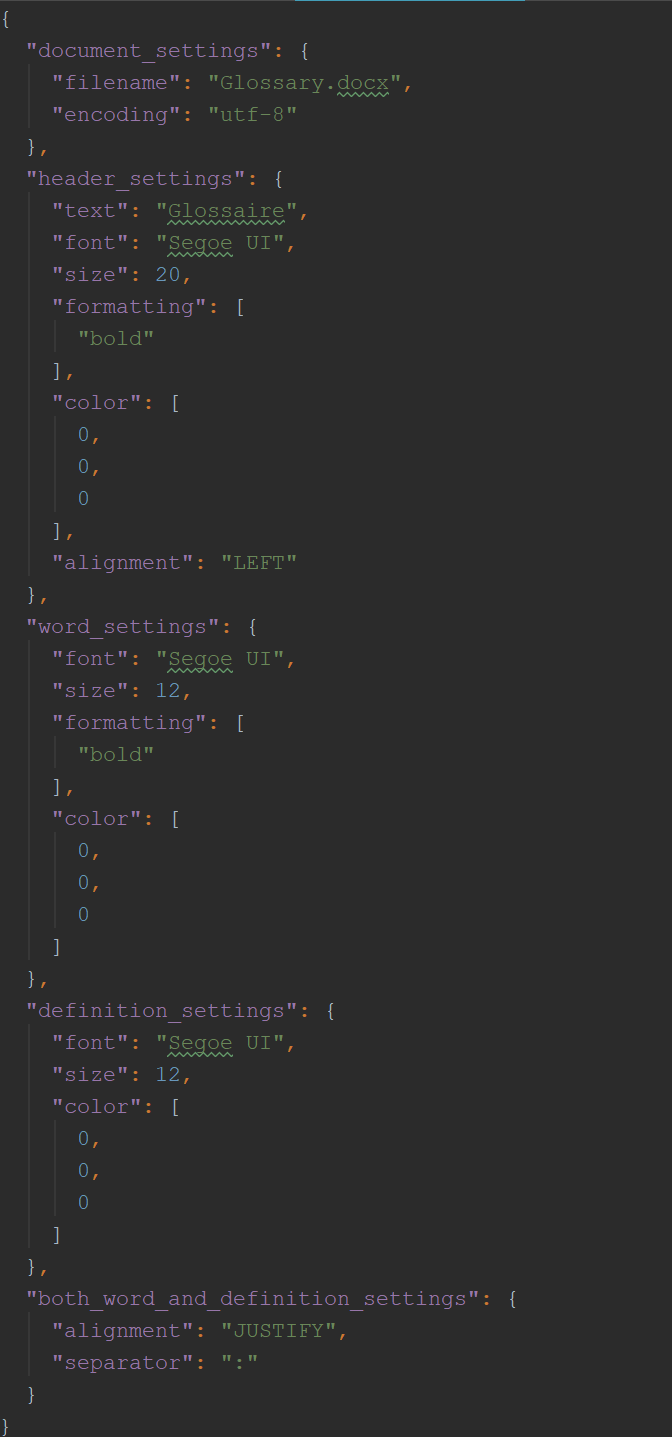 {
  "document_settings": {
    "filename": "Glossary.docx",
    "encoding": "utf-8"
  },
  "header_settings": {
    "text": "Glossaire",
    "font": "Segoe UI",
    "size": 20,
    "formatting": [
      "bold"
    ],
    "color": [
      0,
      0,
      0
    ],
    "alignment": "LEFT"
  },
  "word_settings": {
    "font": "Segoe UI",
    "size": 12,
    "formatting": [
      "bold"
    ],
    "color": [
      0,
      0,
      0
    ]
  },
  "definition_settings": {
    "font": "Segoe UI",
    "size": 12,
    "color": [
      0,
      0,
      0
    ]
  },
  "both_word_and_definition_settings": {
    "alignment": "JUSTIFY",
    "separator": ":"
  }
}